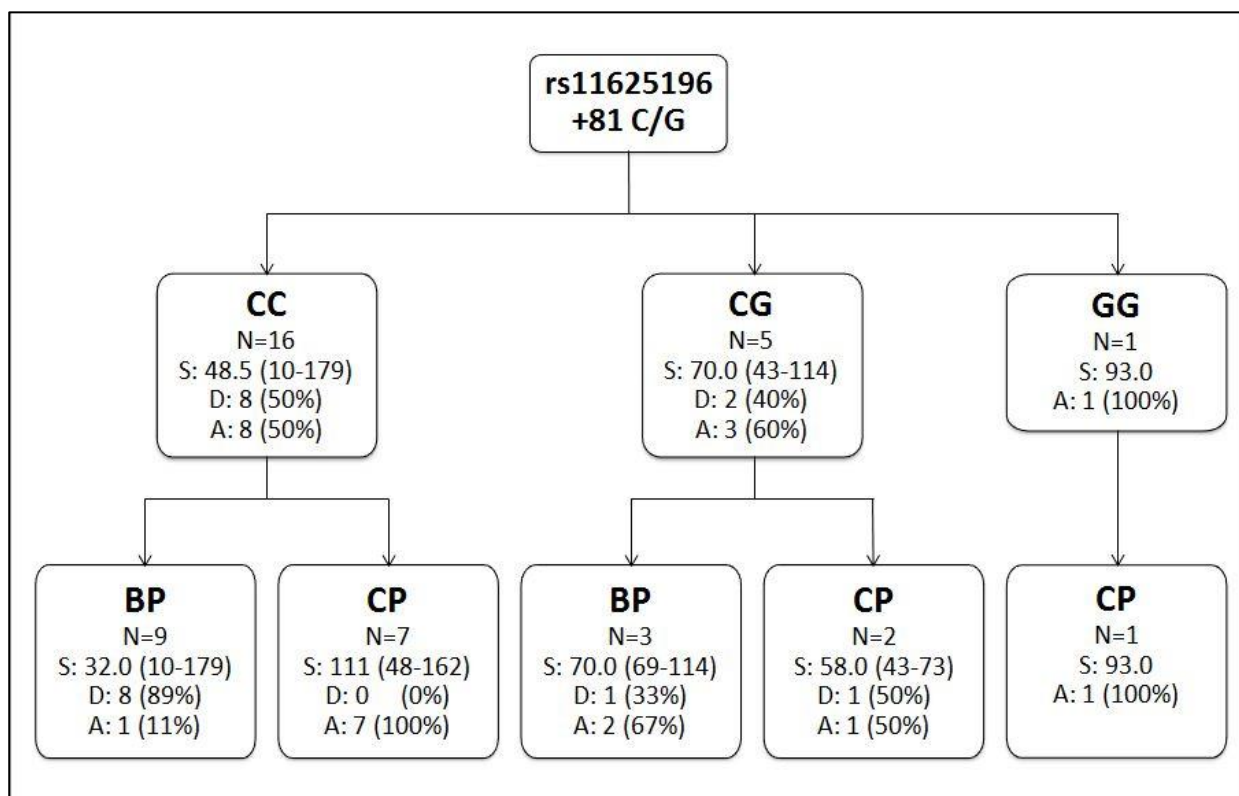 rs11625196
+81 C/G
CC
N=16
S: 48.5 (10-179)
D: 8 (50%)
A: 8 (50%)
CG
N=5
S: 70.0 (43-114)
D: 2 (40%)
A: 3 (60%)
GG
N=1
S: 93.0
A: 1 (100%)
BP
N=9
S: 32.0 (10-179)
D: 8 (89%)
A: 1 (11%)
CP
N=7
S: 111 (48-162)
D: 0 (0%)
A: 7 (100%)
BP
N=3
S: 70.0 (69-114)
D: 1 (33%)
A: 2 (67%)
CP
N=2
S: 58.0 (43-73)
D: 1 (50%)
A: 1 (50%)
CP
N=1
S: 93.0
A: 1 (100%)